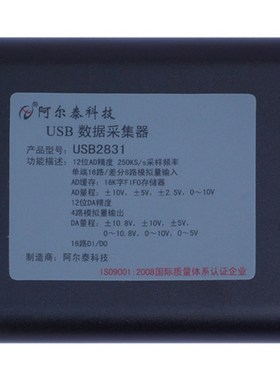 阿尔泰科技
USB 数据采集器
产品型号: USB2831
功能描述: 12位AD精度 250KS/s采样频率
单端16路/差分8路模拟量输入
AD缓存: 16K字FIFO存储器
AD量程: ±10V、±5V、±2.5V、0～10V
12位DA精度
4路模拟量输出
DA量程: ±10.8V、±10V、±5V、
0～10.8V、0～10V、0～5V
16路DI/DO
制造商: 阿尔泰科技
ISO9001:2008国际质量体系认证企业